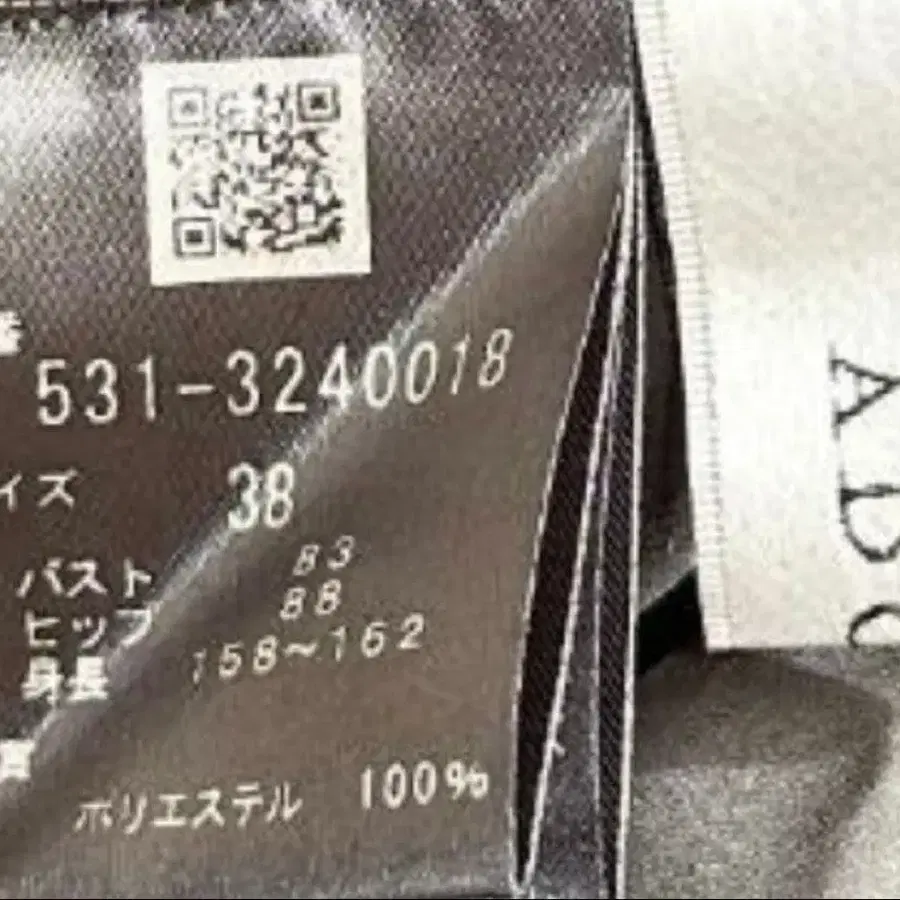 531-3240018
イズ 38
バスト 83
ヒップ 88
身長 158~162
質
ポリエステル 100%
A